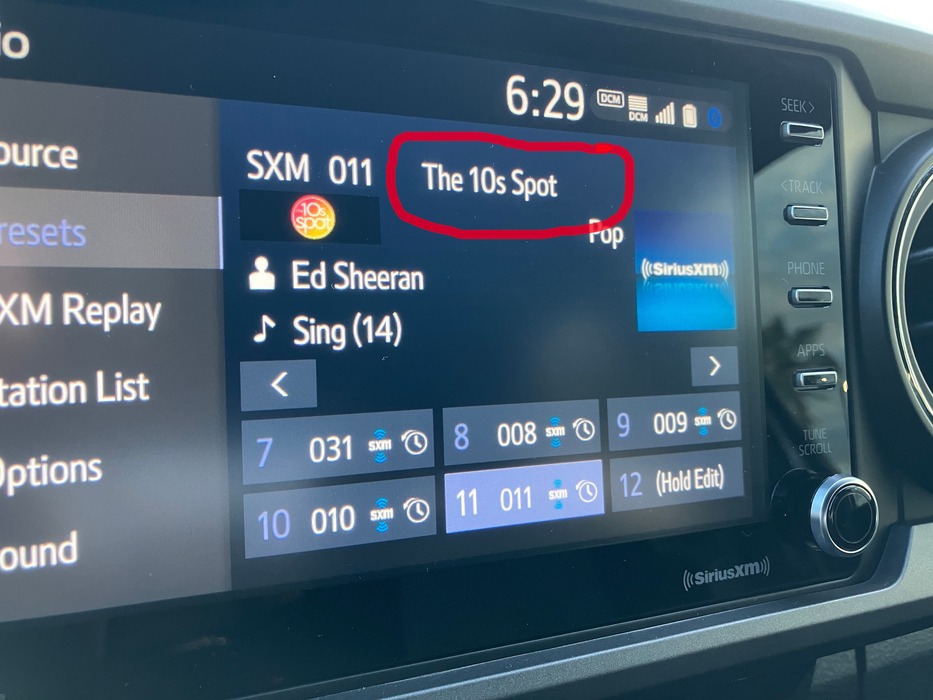 io
6:29 DCM DCM
SEEK >
ource
SXM 011 The 10s Spot
< TRACK
10s
spot
resets
Pop
((SiriusXM))
PHONE
Ed Sheeran
XM Replay
Sing (14)
APPS
< >
tation List
TUNE
SCROLL
7 031 sxm 8 008 sxm 9 009 sxm
Options
10 010 sxm 11 011 sxm 12 (Hold Edit)
ound
((SiriusXM))